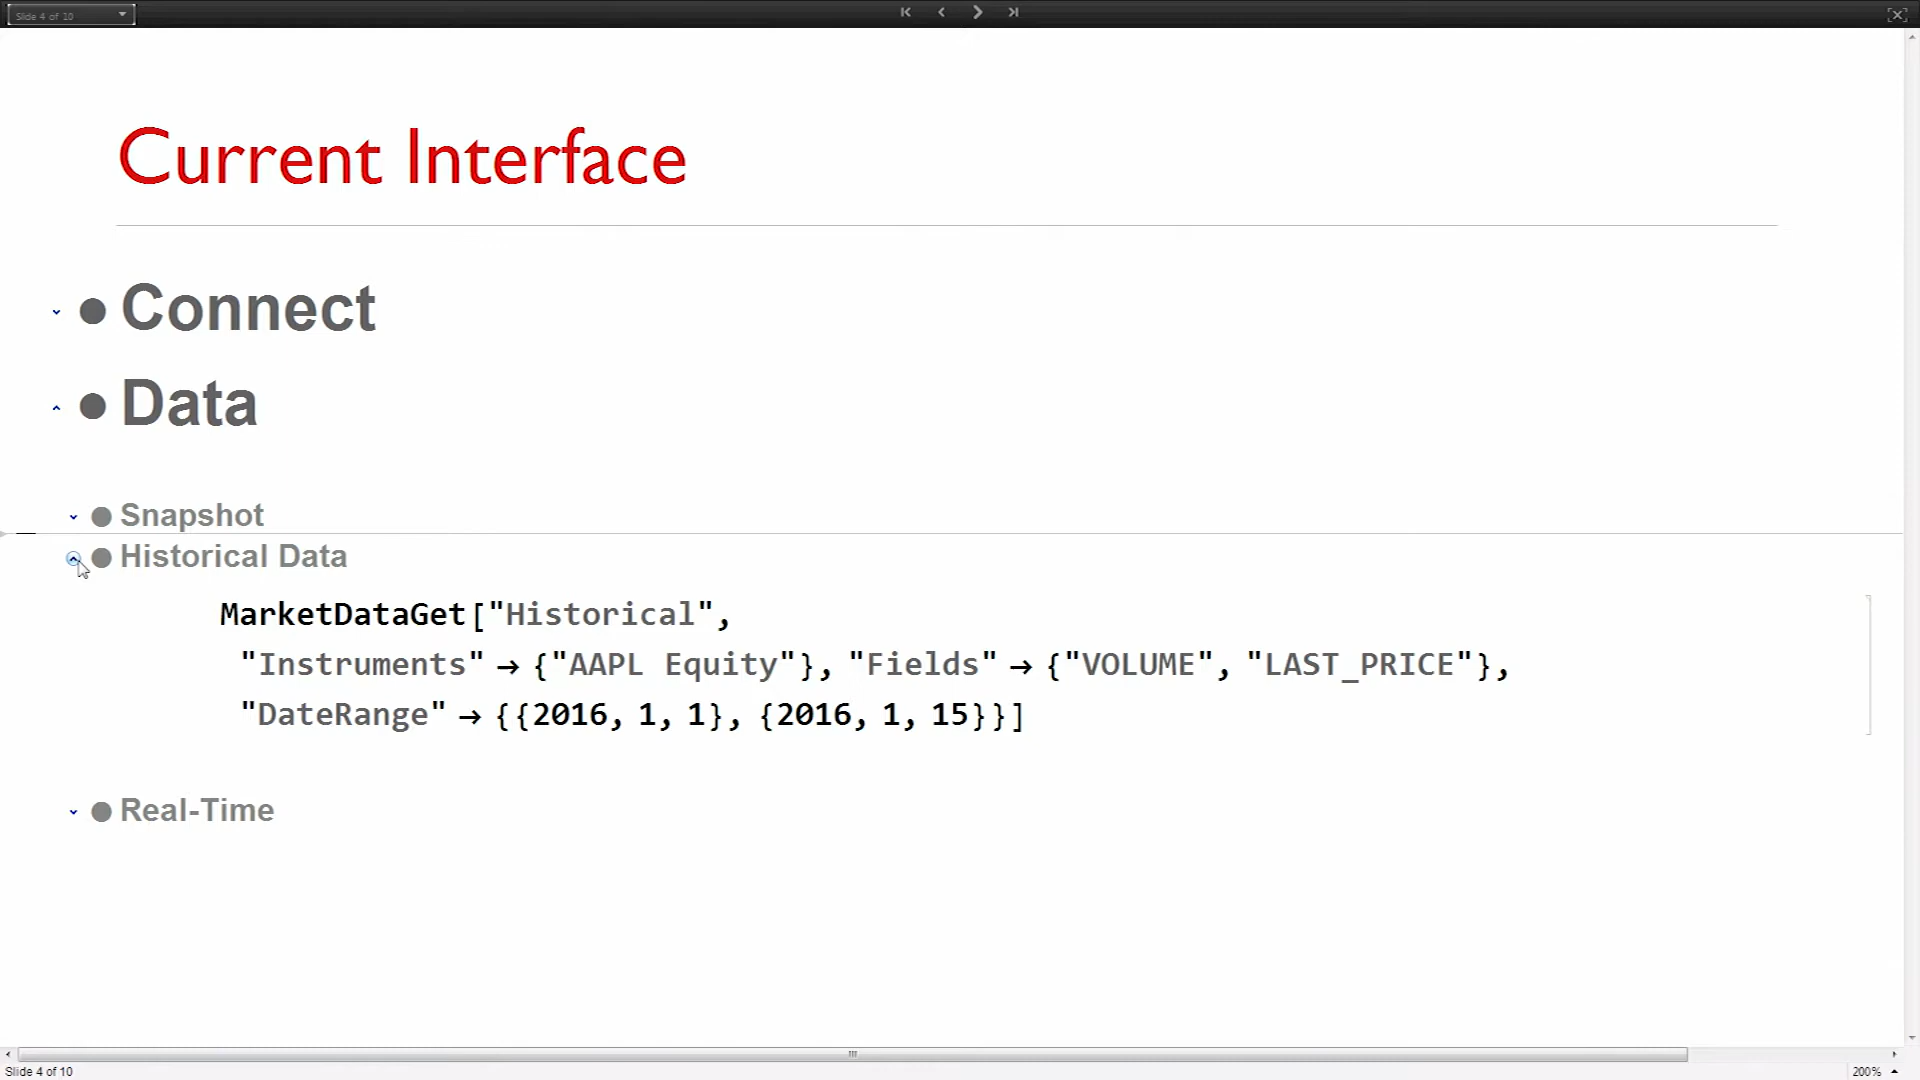 Slide 4 of 10
Current Interface
Connect
Data
Snapshot
Historical Data
MarketDataGet["Historical",
"Instruments" → {"AAPL Equity"}, "Fields" → {"VOLUME", "LAST_PRICE"},
"DateRange" → {{2016, 1, 1}, {2016, 1, 15}}]
Real-Time
Slide 4 of 10
200%